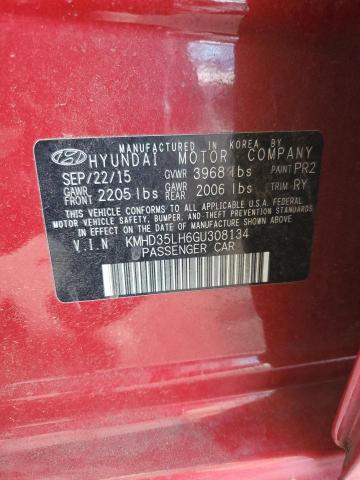 MANUFACTURED IN KOREA BY
HYUNDAI MOTOR COMPANY
SEP/22/15 GVWR 3968 lbs PAINT PR2
GAWR FRONT 2205 lbs GAWR REAR 2006 lbs TRIM RY
THIS VEHICLE CONFORMS TO ALL APPLICABLE U.S. FEDERAL
MOTOR VEHICLE SAFETY, BUMPER, AND THEFT PREVENTION
STANDARDS IN EFFECT ON THE DATE OF MANUFACTURE SHOWN ABOVE.
V.I.N KMHD35LH6GU308134
PASSENGER CAR